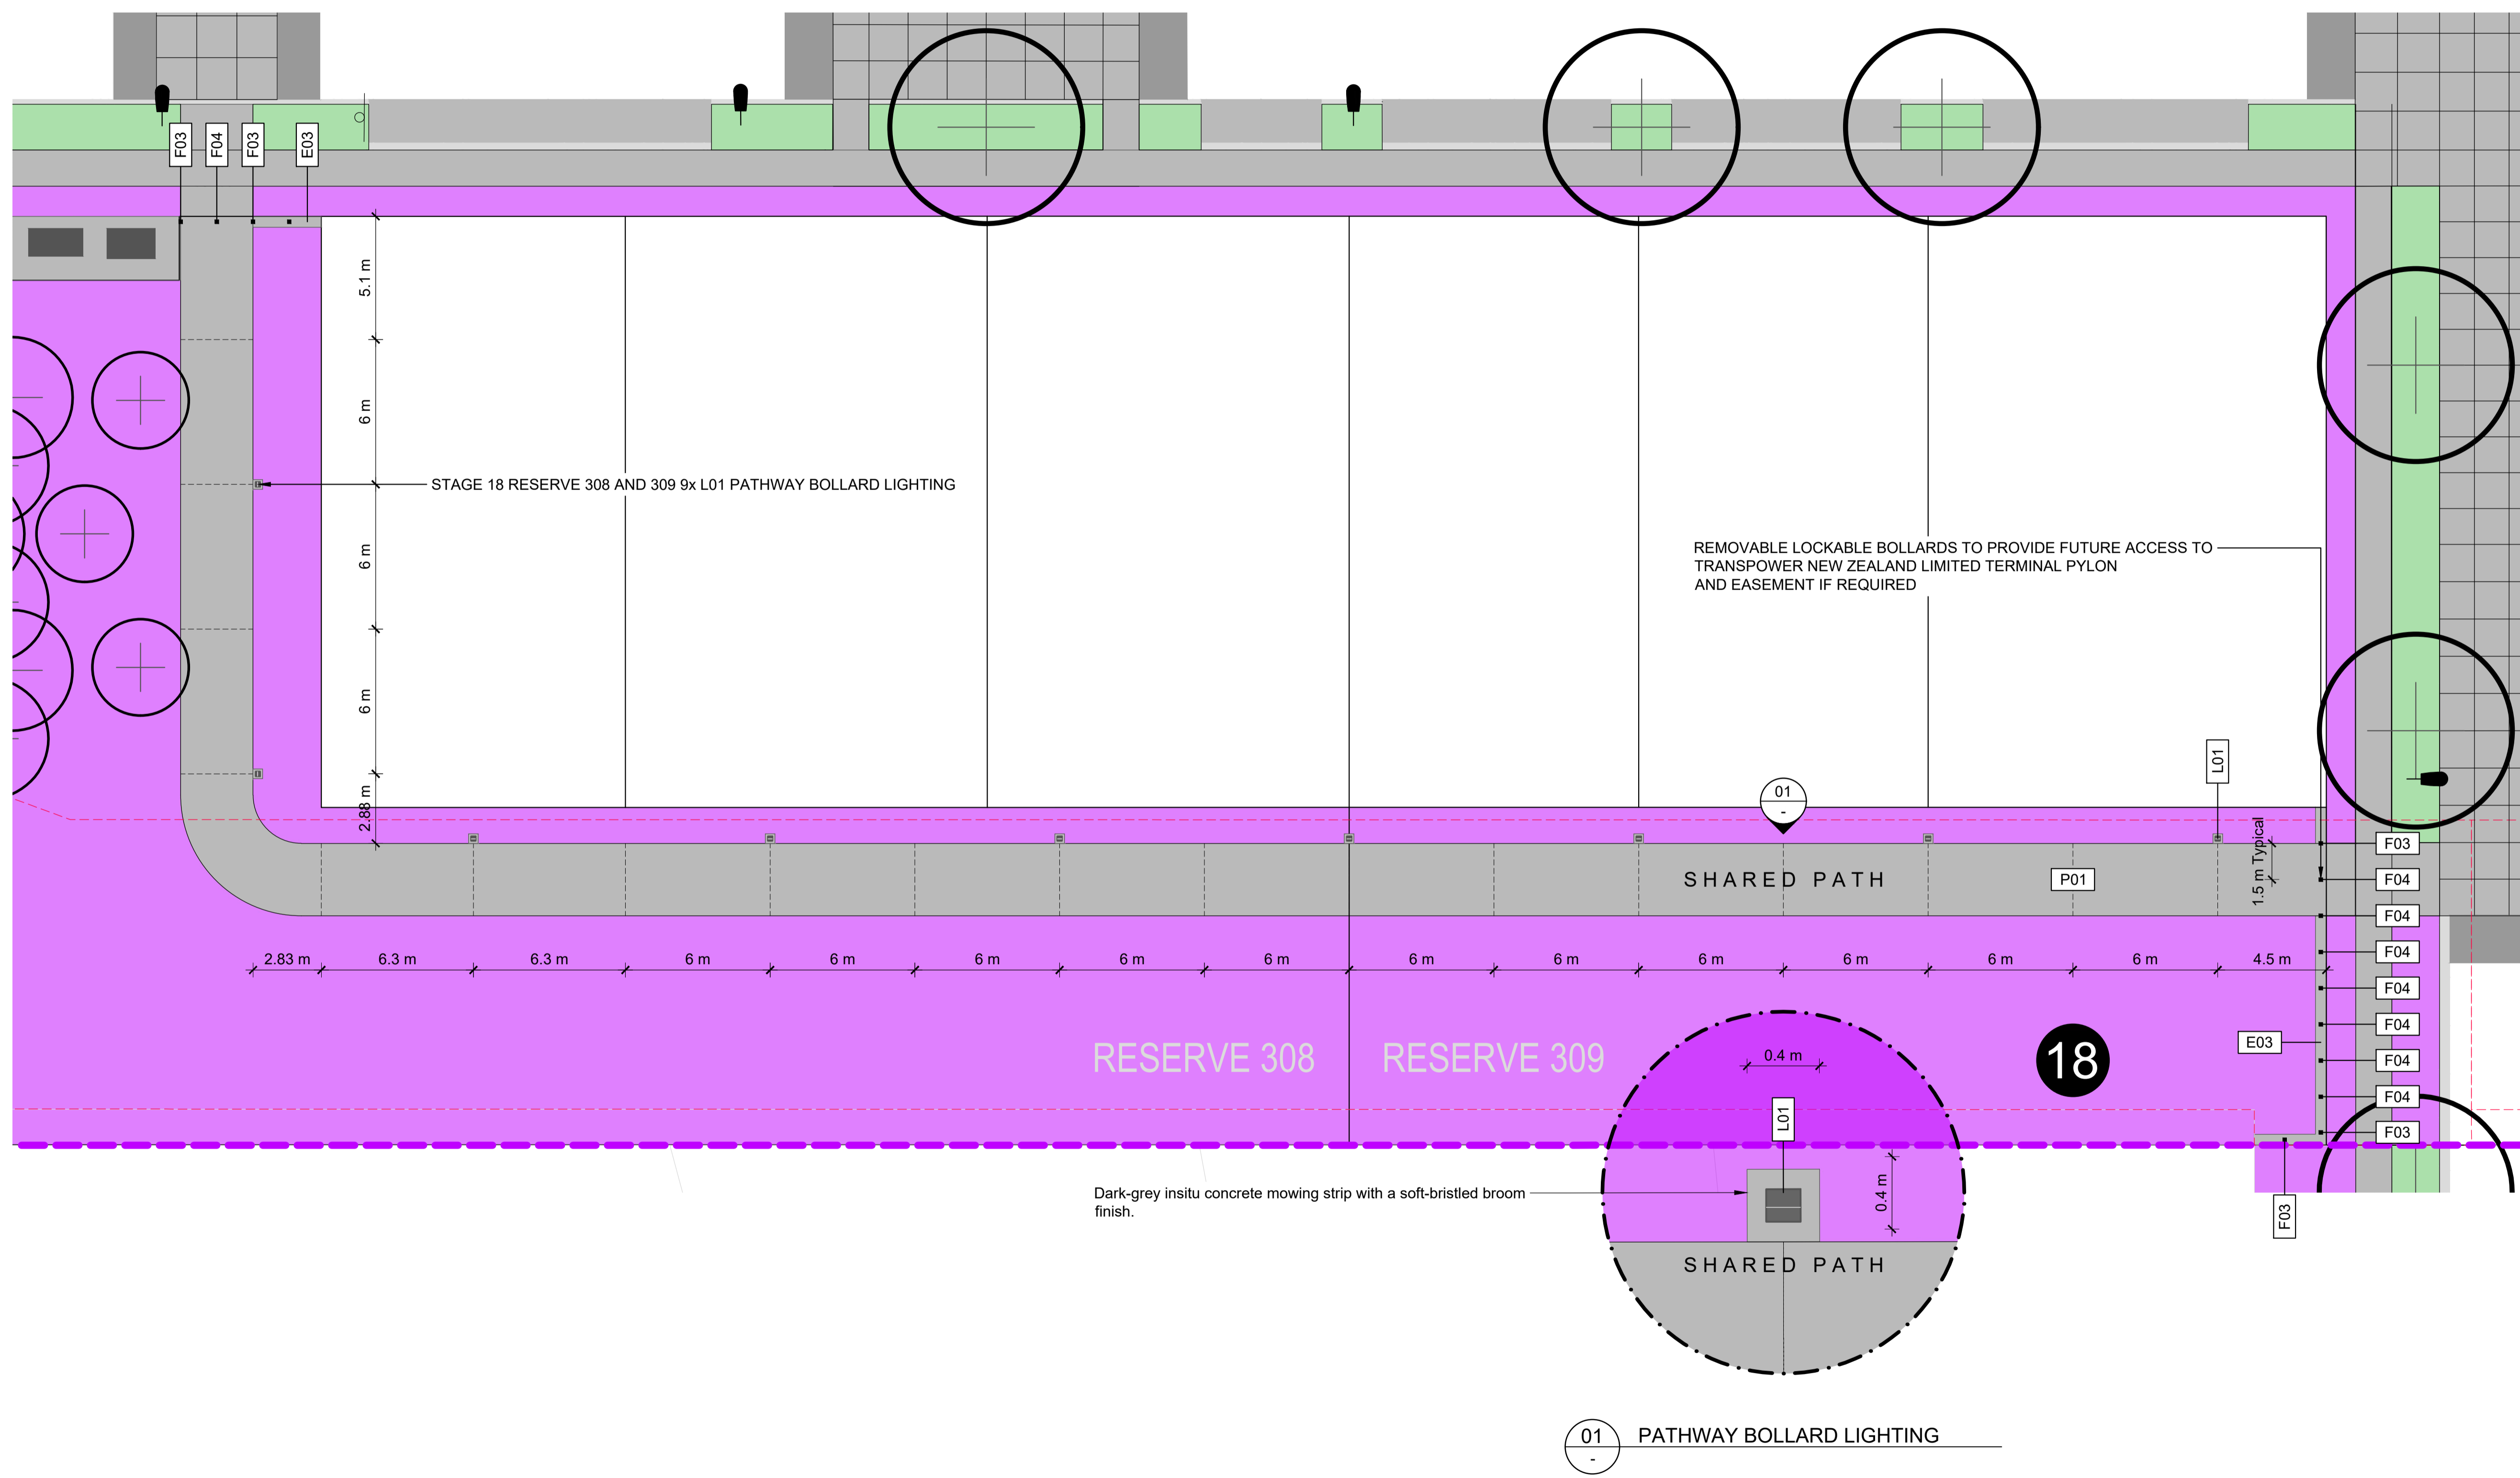 F03
F04
F03
E03
5.1 m
6 m
STAGE 18 RESERVE 308 AND 309 9x L01 PATHWAY BOLLARD LIGHTING
6 m
6 m
2.88 m
REMOVABLE LOCKABLE BOLLARDS TO PROVIDE FUTURE ACCESS TO
TRANSPOWER NEW ZEALAND LIMITED TERMINAL PYLON
AND EASEMENT IF REQUIRED
L01
01
-
1.5 m Typical
SHARED PATH
P01
F03
F04
F04
F04
F04
F04
F04
F04
F03
2.83 m
6.3 m
6.3 m
6 m
6 m
6 m
6 m
6 m
6 m
6 m
6 m
6 m
6 m
6 m
4.5 m
RESERVE 308
RESERVE 309
18
E03
0.4 m
L01
0.4 m
Dark-grey insitu concrete mowing strip with a soft-bristled broom
finish.
SHARED PATH
F03
01
-
PATHWAY BOLLARD LIGHTING